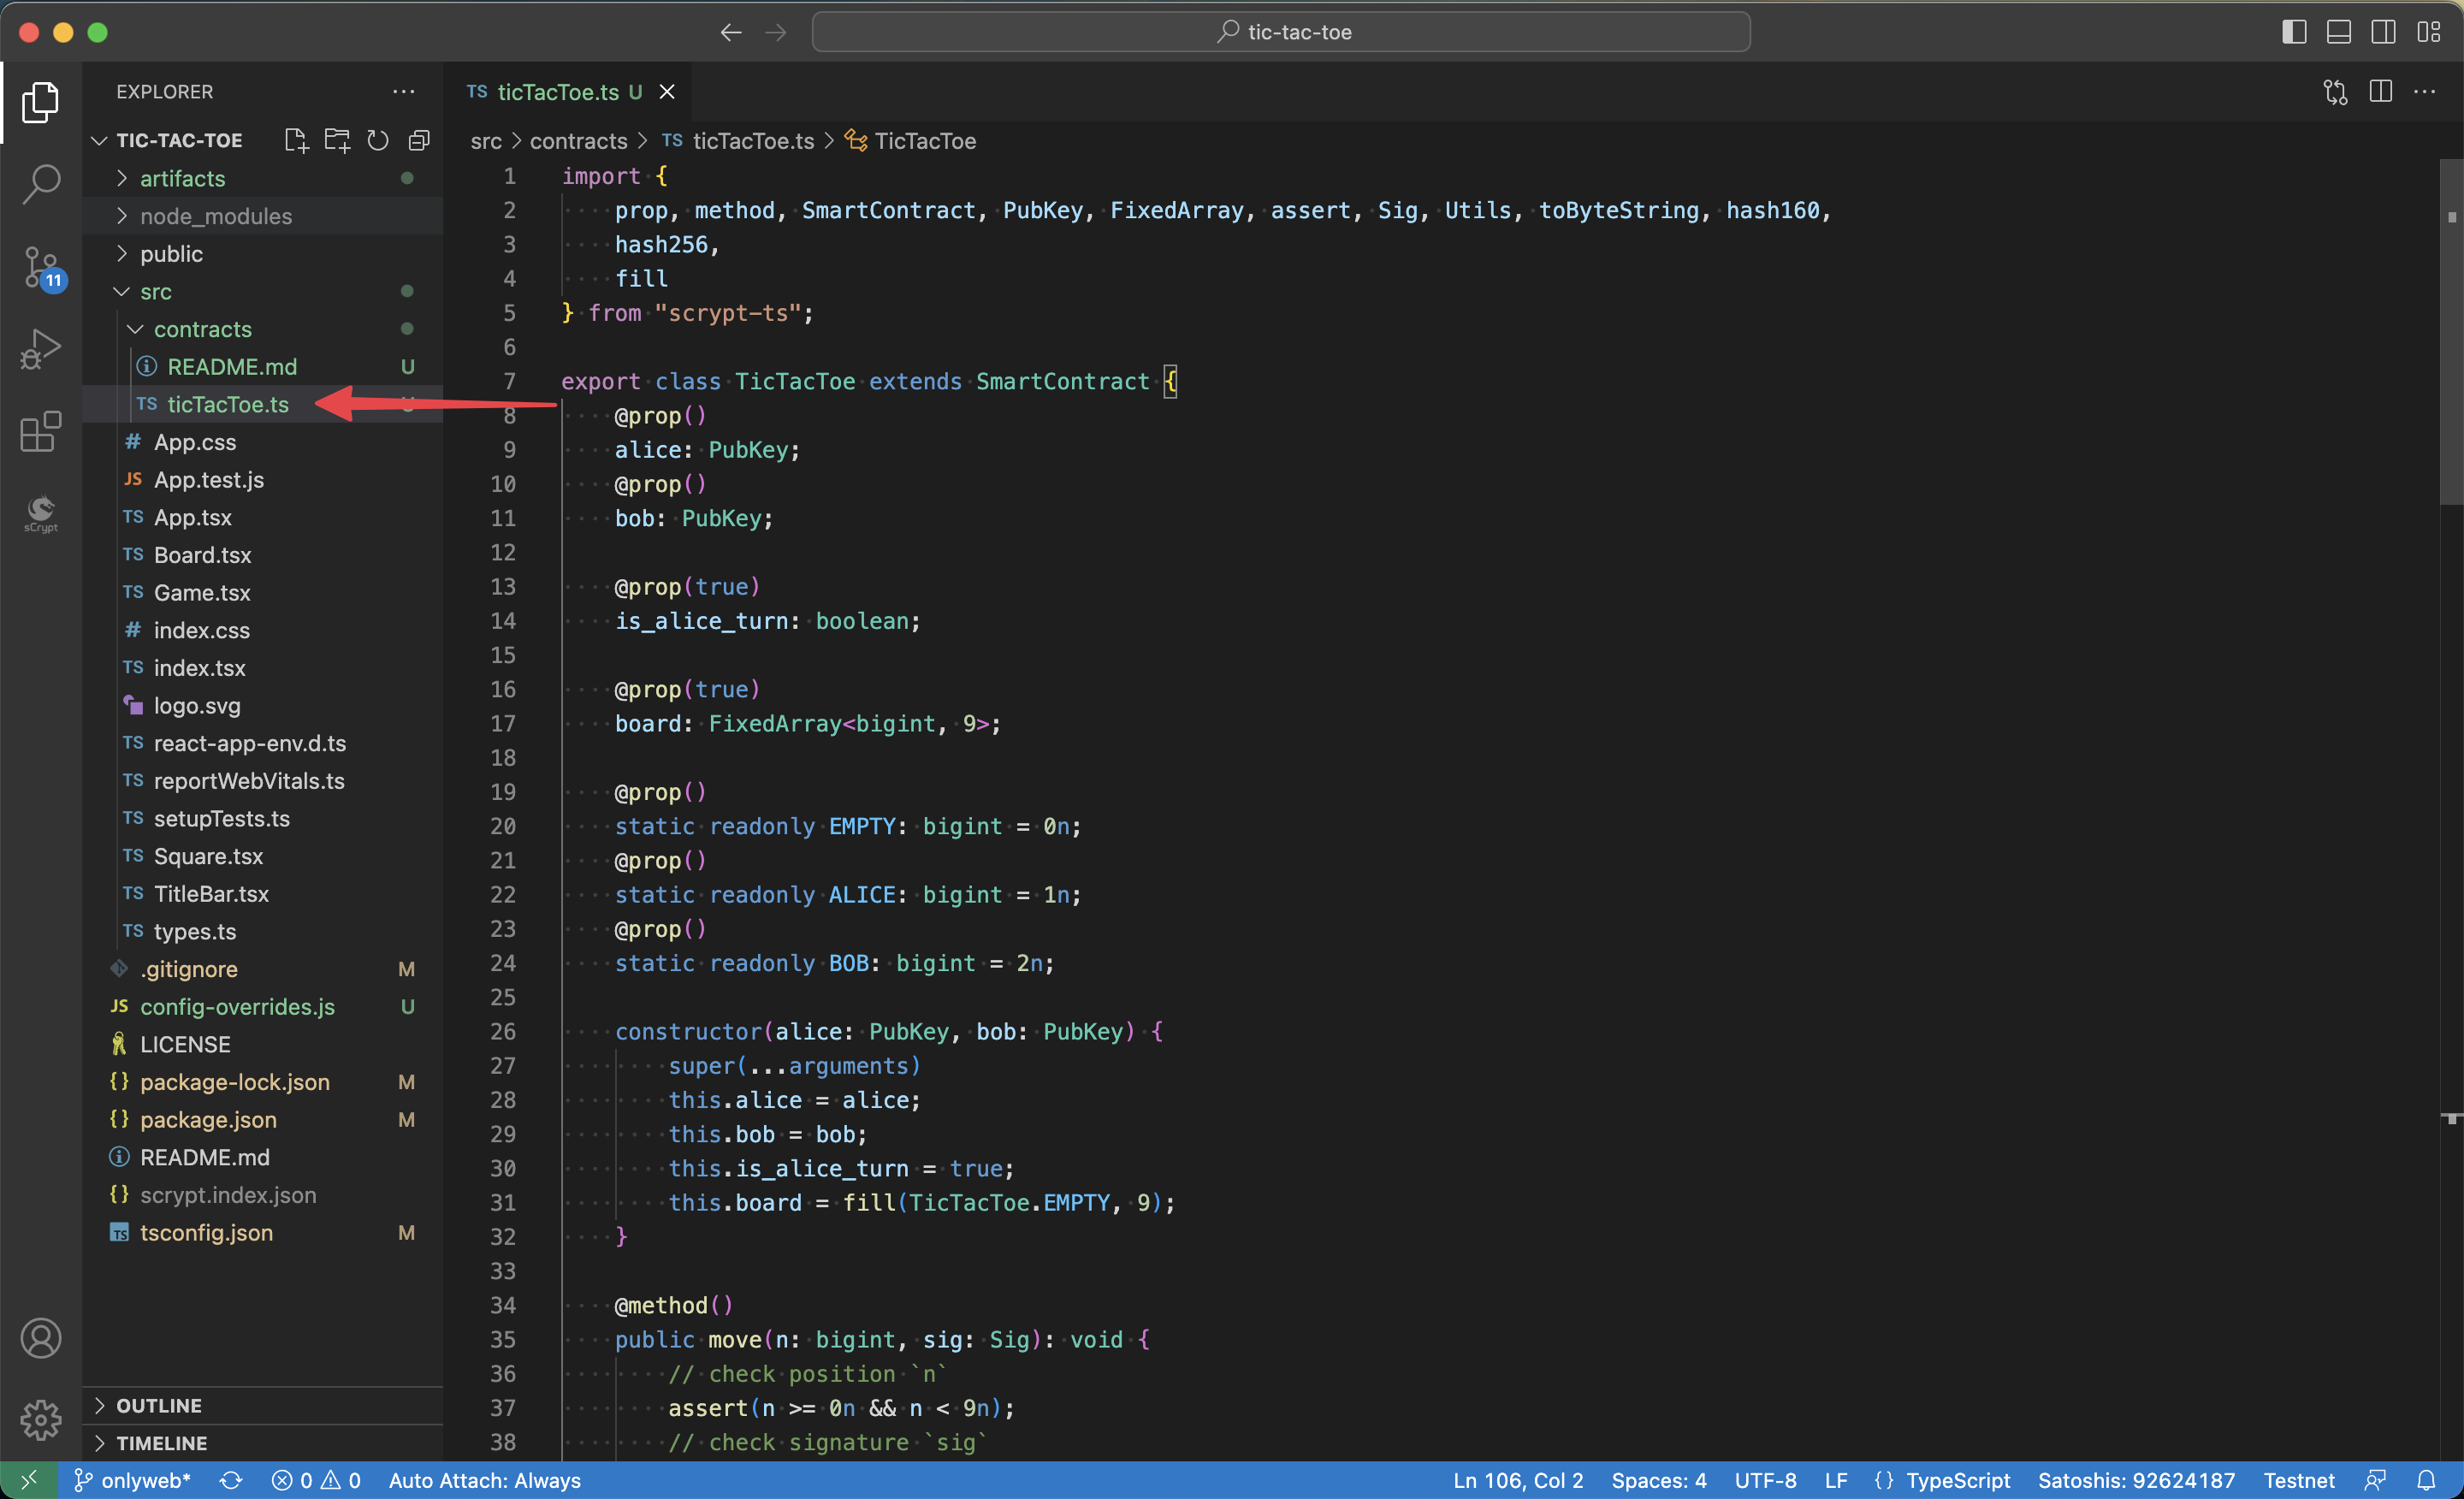 tic-tac-toe
EXPLORER
TIC-TAC-TOE
artifacts
node_modules
public
src
contracts
README.md U
TS ticTacToe.ts
# App.css
JS App.test.js
TS App.tsx
TS Board.tsx
TS Game.tsx
# index.css
TS index.tsx
logo.svg
TS react-app-env.d.ts
TS reportWebVitals.ts
TS setupTests.ts
TS Square.tsx
TS TitleBar.tsx
TS types.ts
.gitignore M
JS config-overrides.js U
LICENSE
{} package-lock.json M
{} package.json M
README.md
{} scrypt.index.json
TS tsconfig.json M
OUTLINE
TIMELINE
11
sCrypt
TS ticTacToe.ts U
src > contracts > TS ticTacToe.ts > TicTacToe
1 import {
2 prop, method, SmartContract, PubKey, FixedArray, assert, Sig, Utils, toByteString, hash160,
3 hash256,
4 fill
5 } from "scrypt-ts";
6
7 export class TicTacToe extends SmartContract {
8 @prop()
9 alice: PubKey;
10 @prop()
11 bob: PubKey;
12
13 @prop(true)
14 is_alice_turn: boolean;
15
16 @prop(true)
17 board: FixedArray<bigint, 9>;
18
19 @prop()
20 static readonly EMPTY: bigint = 0n;
21 @prop()
22 static readonly ALICE: bigint = 1n;
23 @prop()
24 static readonly BOB: bigint = 2n;
25
26 constructor(alice: PubKey, bob: PubKey) {
27 super(...arguments)
28 this.alice = alice;
29 this.bob = bob;
30 this.is_alice_turn = true;
31 this.board = fill(TicTacToe.EMPTY, 9);
32 }
33
34 @method()
35 public move(n: bigint, sig: Sig): void {
36 // check position `n`
37 assert(n >= 0n && n < 9n);
38 // check signature `sig`
onlyweb* 0 0 Auto Attach: Always Ln 106, Col 2 Spaces: 4 UTF-8 LF {} TypeScript Satoshis: 92624187 Testnet